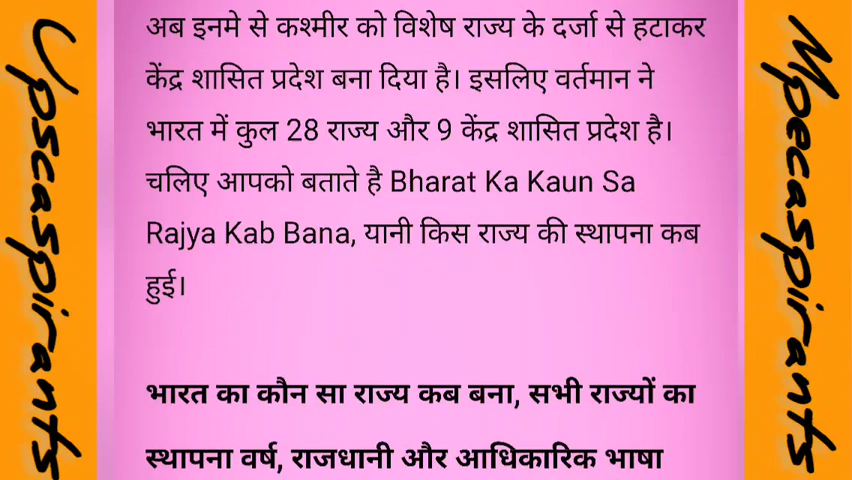 अब इनमे से कश्मीर को विशेष राज्य के दर्जा से हटाकर
केंद्र शासित प्रदेश बना दिया है। इसलिए वर्तमान ने
भारत में कुल 28 राज्य और 9 केंद्र शासित प्रदेश है।
चलिए आपको बताते है Bharat Ka Kaun Sa
Rajya Kab Bana, यानी किस राज्य की स्थापना कब
हुई।
भारत का कौन सा राज्य कब बना, सभी राज्यों का
स्थापना वर्ष, राजधानी और आधिकारिक भाषा
Upscaspirants
Mpecaspirants